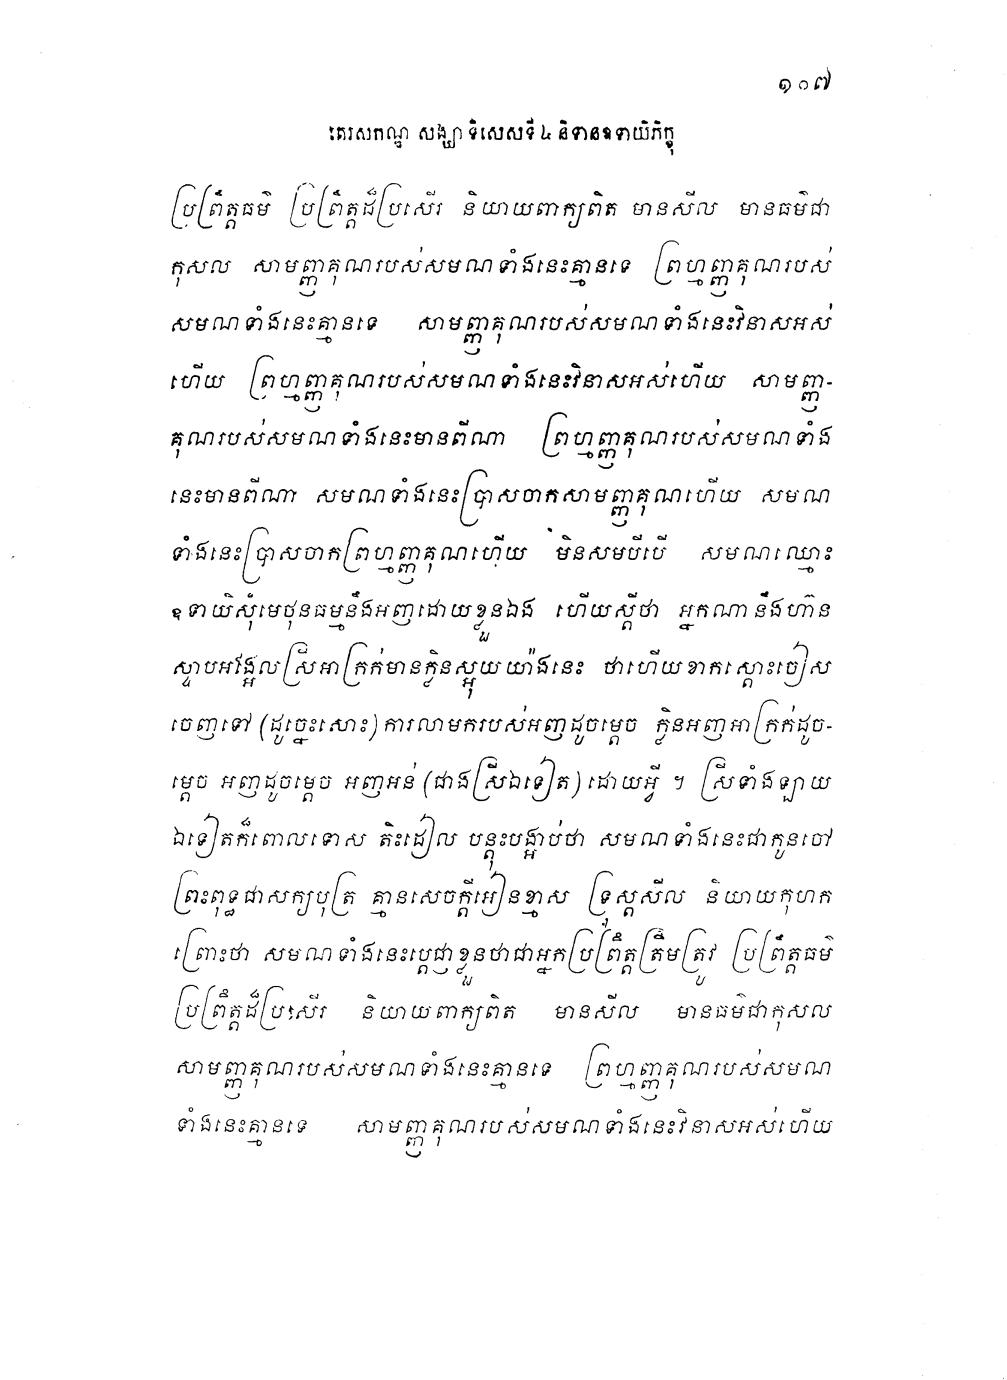 ១០៧
តេរសកណ្ឌ សង្ឃាទិសេសទី ៤ និទានឧទាយិភិក្ខុ
ប្រព្រឹត្តធម៌ ប្រព្រឹត្តដ៏ប្រសើរ និយាយពាក្យពិត មានសីល មានធម៌ជា
កុសល សាមញ្ញគុណរបស់សមណទាំងនេះគ្មានទេ ព្រហ្មញ្ញគុណរបស់
សមណទាំងនេះគ្មានទេ សាមញ្ញគុណរបស់សមណទាំងនេះវិនាសអស់
ហើយ ព្រហ្មញ្ញគុណរបស់សមណទាំងនេះវិនាសអស់ហើយ សាមញ្ញ-
គុណរបស់សមណទាំងនេះមានពីណា ព្រហ្មញ្ញគុណរបស់សមណទាំង
នេះមានពីណា សមណទាំងនេះប្រាសចាកសាមញ្ញគុណហើយ សមណ
ទាំងនេះប្រាសចាកព្រហ្មញ្ញគុណហើយ មិនសមបីបើ សមណឈ្មោះ
ឧទាយិសុំមេថុនធម្មនឹងអញដោយខ្លួនឯង ហើយស្តីថា អ្នកណានឹងហ៊ាន
ស្ទាបអង្អែលស្រីអាក្រក់មានក្លិនស្អុយយ៉ាងនេះ ថាហើយខាកស្តោះចៀស
ចេញទៅ (ដូច្នេះសោះ) ការលាមករបស់អញដូចម្តេច ក្លិនអញអាក្រក់ដូច-
ម្តេច អញដូចម្តេច អញអន់ (ជាងស្រីឯទៀត) ដោយអ្វី ។ ស្រីទាំងឡាយ
ឯទៀតក៏ពោលទោស តិះដៀល បន្តុះបង្អាប់ថា សមណទាំងនេះជាកូនចៅ
ព្រះពុទ្ធជាសក្យបុត្រ គ្មានសេចក្តីអៀនខ្មាស ទ្រុស្តសីល និយាយកុហក
ព្រោះថា សមណទាំងនេះប្តេជ្ញាខ្លួនថាជាអ្នកប្រព្រឹត្តត្រឹមត្រូវ ប្រព្រឹត្តធម៌
ប្រព្រឹត្តដ៏ប្រសើរ និយាយពាក្យពិត មានសីល មានធម៌ជាកុសល
សាមញ្ញគុណរបស់សមណទាំងនេះគ្មានទេ ព្រហ្មញ្ញគុណរបស់សមណ
ទាំងនេះគ្មានទេ សាមញ្ញគុណរបស់សមណទាំងនេះវិនាសអស់ហើយ